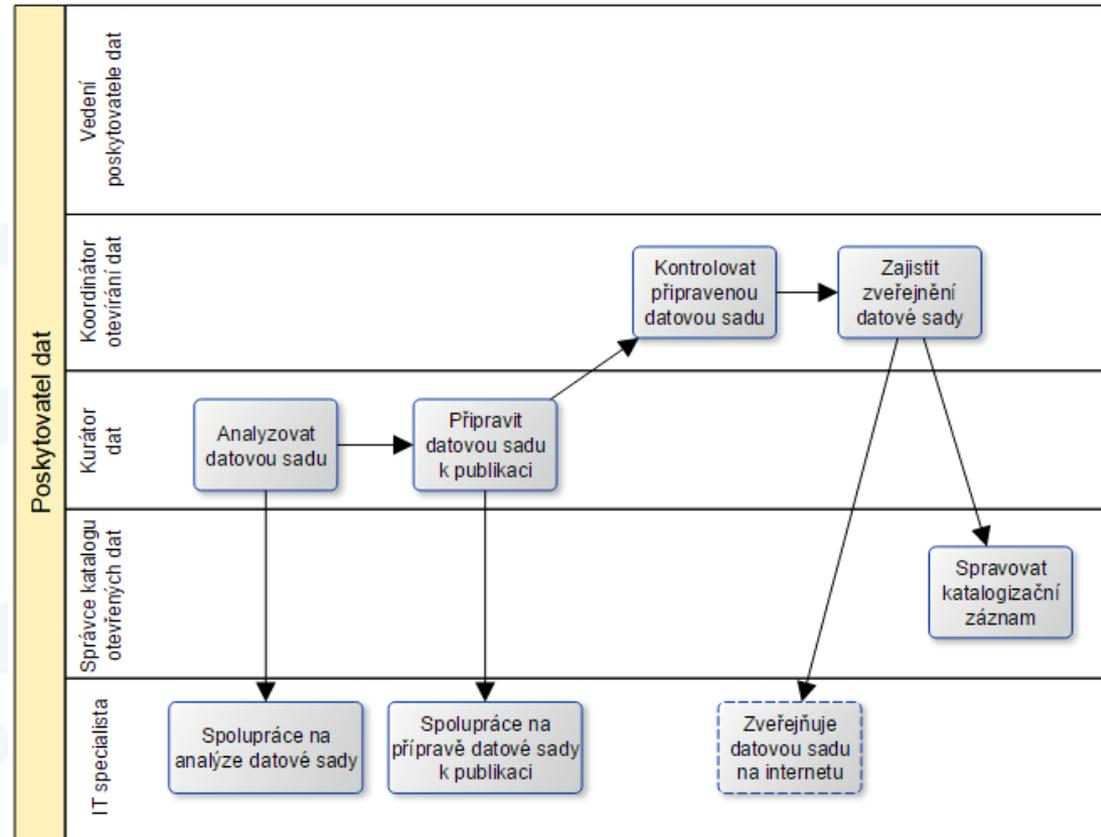 Poskytovatel dat
Vedení
poskytovatele dat
Koordinátor
otevírání dat
Kontrolovat
připravenou
datovou sadu
Zajistit
zveřejnění
datové sady
Kurátor
dat
Analyzovat
datovou sadu
Připravit
datovou sadu
k publikaci
Správce katalogu
otevřených dat
Spravovat
katalogizační
záznam
IT specialista
Spolupráce na
analýze datové sady
Spolupráce na
přípravě datové sady
k publikaci
Zveřejňuje
datovou sadu
na internetu